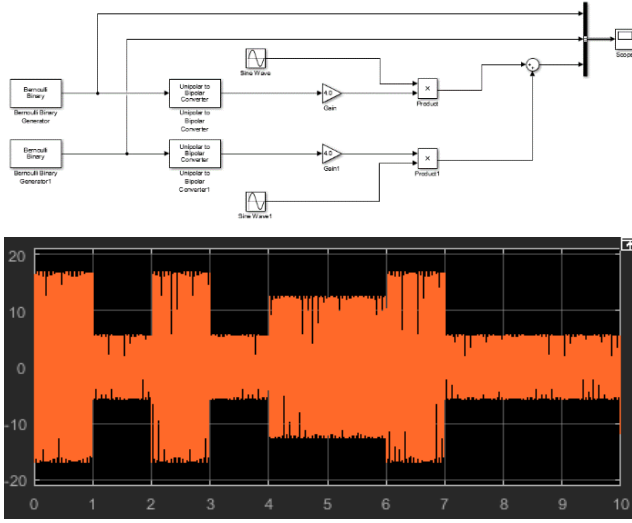 Scope
Sine Wave
Bernoulli
Binary
Unipolar to
Bipolar
Converter
4.0
×
Product
Gain
Bernoulli Binary
Generator
Unipolar to
Bipolar
Converter
Bernoulli
Binary
Unipolar to
Bipolar
Converter
4.0
×
Product1
Gain1
Bernoulli Binary
Generator1
Unipolar to
Bipolar
Converter1
Sine Wave1
20
10
0
-10
-20
0 1 2 3 4 5 6 7 8 9 10